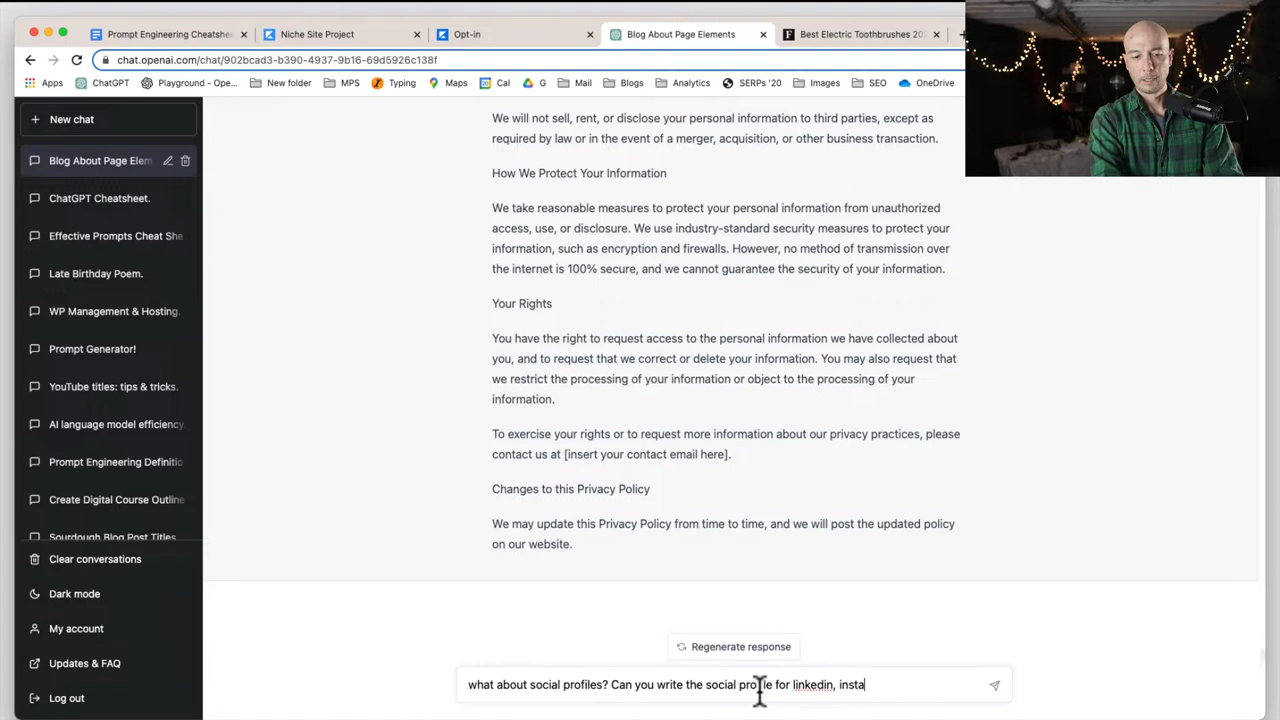 Prompt Engineering Cheatshe
Niche Site Project
Opt-in
Blog About Page Elements
Best Electric Toothbrushes 202
chat.openai.com/chat/902bcad3-b390-4937-9b16-69d5926c138f
Apps
ChatGPT
Playground - Ope...
New folder
MPS
Typing
Maps
Cal
G
Mail
Blogs
Analytics
SERPs '20
Images
SEO
OneDrive
New chat
Blog About Page Elem
ChatGPT Cheatsheet.
Effective Prompts Cheat She
Late Birthday Poem.
WP Management & Hosting.
Prompt Generator!
YouTube titles: tips & tricks.
AI language model efficiency
Prompt Engineering Definitio
Create Digital Course Outline
Sourdough Blog Post Titles
Clear conversations
Dark mode
My account
Updates & FAQ
Log out
We will not sell, rent, or disclose your personal information to third parties, except as
required by law or in the event of a merger, acquisition, or other business transaction.
How We Protect Your Information
We take reasonable measures to protect your personal information from unauthorized
access, use, or disclosure. We use industry-standard security measures to protect your
information, such as encryption and firewalls. However, no method of transmission over
the internet is 100% secure, and we cannot guarantee the security of your information.
Your Rights
You have the right to request access to the personal information we have collected about
you, and to request that we correct or delete your information. You may also request that
we restrict the processing of your information or object to the processing of your
information.
To exercise your rights or to request more information about our privacy practices, please
contact us at [insert your contact email here].
Changes to this Privacy Policy
We may update this Privacy Policy from time to time, and we will post the updated policy
on our website.
Regenerate response
what about social profiles? Can you write the social profile for linkedin, insta